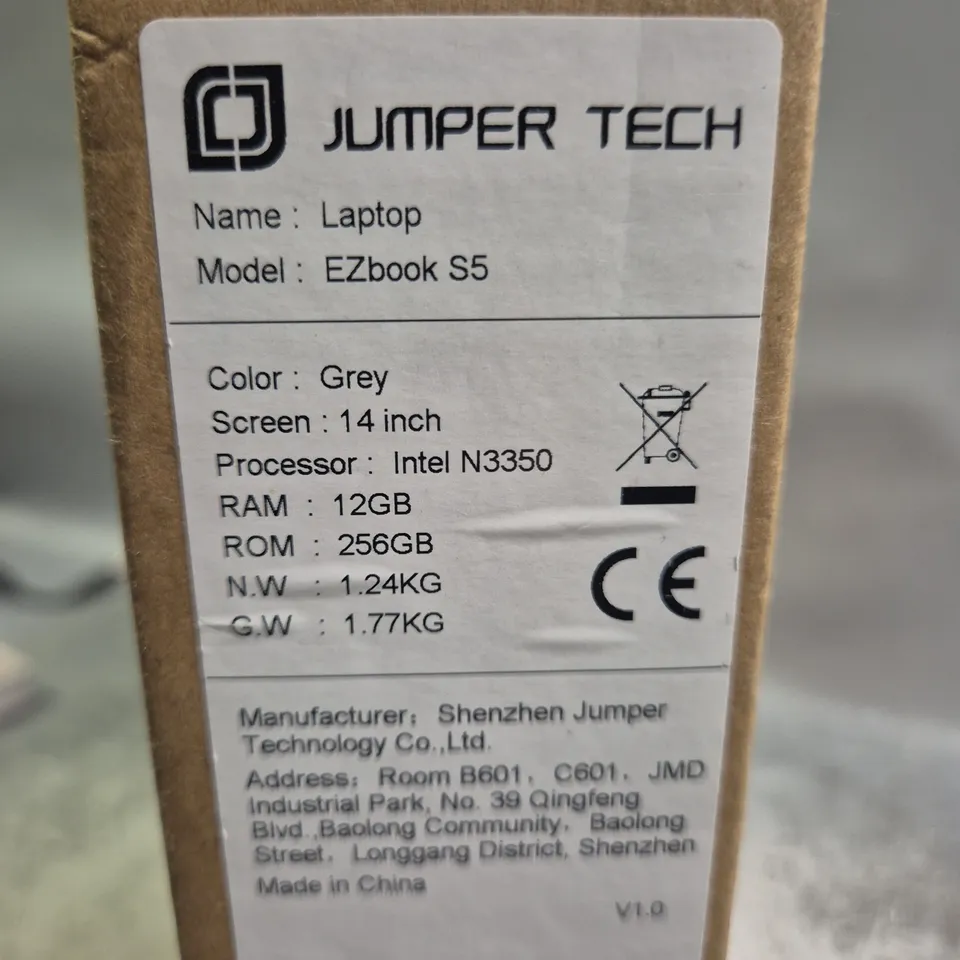 JUMPER TECH
Name : Laptop
Model : EZbook S5
Color : Grey
Screen : 14 inch
Processor : Intel N3350
RAM : 12GB
ROM : 256GB
N.W : 1.24KG
G.W : 1.77KG
CE
Manufacturer: Shenzhen Jumper
Technology Co.,Ltd.
Address: Room B601, C601, JMD
Industrial Park, No. 39 Qingfeng
Blvd.,Baolong Community, Baolong
Street, Longgang District, Shenzhen
Made in China
V1.0